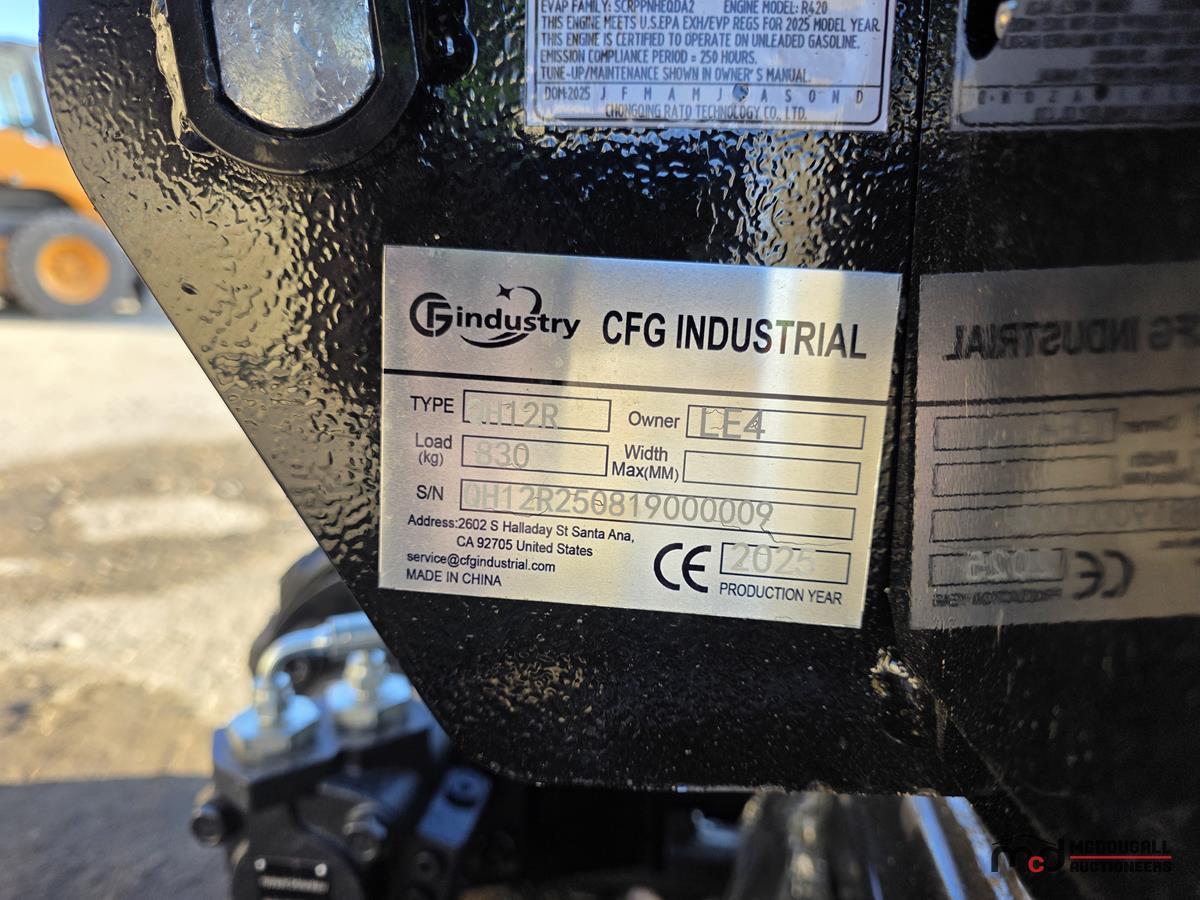 EVAP FAMILY: SCRPPNHEQDA2 ENGINE MODEL: R420
THIS ENGINE MEETS U.S.EPA EXH/EVP REGS FOR 2025 MODEL YEAR.
THIS ENGINE IS CERTIFIED TO OPERATE ON UNLEADED GASOLINE.
EMISSION COMPLIANCE PERIOD = 250 HOURS.
TUNE-UP/MAINTENANCE SHOWN IN OWNER'S MANUAL.
DOM:2025 J F M A M J A S O N D
CHONGQING RATO TECHNOLOGY CO., LTD.
CFG industry CFG INDUSTRIAL
TYPE QH12R Owner LE4
Load (kg) 830 Width Max(MM)
S/N QH12R250819000009
Address:2602 S Halladay St Santa Ana,
CA 92705 United States
service@cfgindustrial.com
MADE IN CHINA
CE 2025
PRODUCTION YEAR
mcd MCDOUGALL
AUCTIONEERS